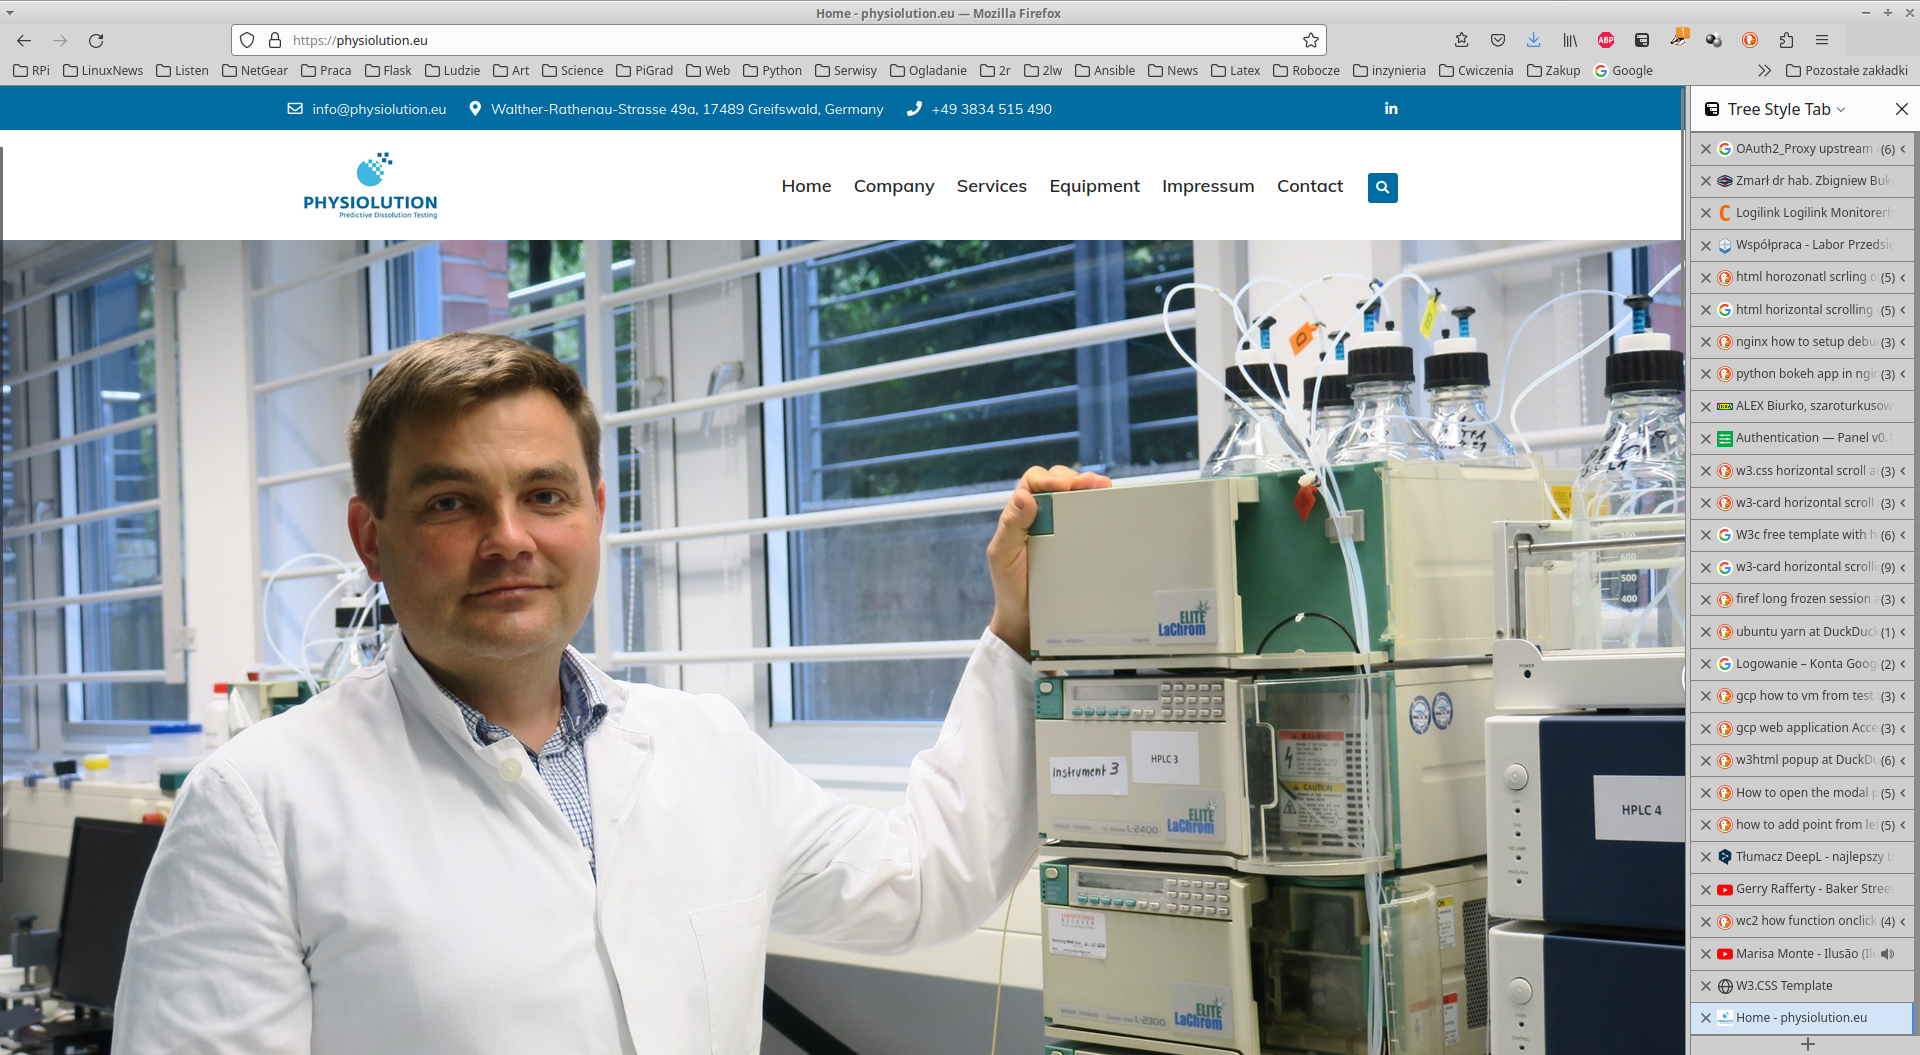 Home - physiolution.eu — Mozilla Firefox
https://physiolution.eu
ABP
1
RPi LinuxNews Listen NetGear Praca Flask Ludzie Art Science PiGrad Web Python Serwisy Ogladanie 2r 2lw Ansible News Latex Robocze inzynieria Cwiczenia Zakup Google Pozostałe zakładki
info@physiolution.eu Walther-Rathenau-Strasse 49a, 17489 Greifswald, Germany +49 3834 515 490 in
PHYSIOLUTION
Predictive Dissolution Testing
Home Company Services Equipment Impressum Contact
500
400
ELITE
LaChrom
POWER
WARNING
CAUTION
Instrument 3
HPLC 3
ELITE
LaChrom
L-2400
HPLC 4
ELITE
LaChrom
L-2300
Tree Style Tab
OAuth2_Proxy upstream (6)
Zmarł dr hab. Zbigniew Buk
Logilink Logilink Monitorerh
Współpraca - Labor Przedsię
html horozonatl scrling o (5)
html horizontal scrolling (5)
nginx how to setup debu (3)
python bokeh app in ngin (3)
ALEX Biurko, szaroturkusow
Authentication — Panel v0.
w3.css horizontal scroll a (3)
w3-card horizontal scroll (3)
W3c free template with h (6)
w3-card horizontal scrolli (9)
firef long frozen session (3)
ubuntu yarn at DuckDuck (1)
Logowanie – Konta Goog (2)
gcp how to vm from test (3)
gcp web application Acce (3)
w3html popup at DuckDu (6)
How to open the modal p (5)
how to add point from le (5)
Tłumacz DeepL - najlepszy t
Gerry Rafferty - Baker Stree
wc2 how function onclick (4)
Marisa Monte - Ilusão (Il
W3.CSS Template
Home - physiolution.eu